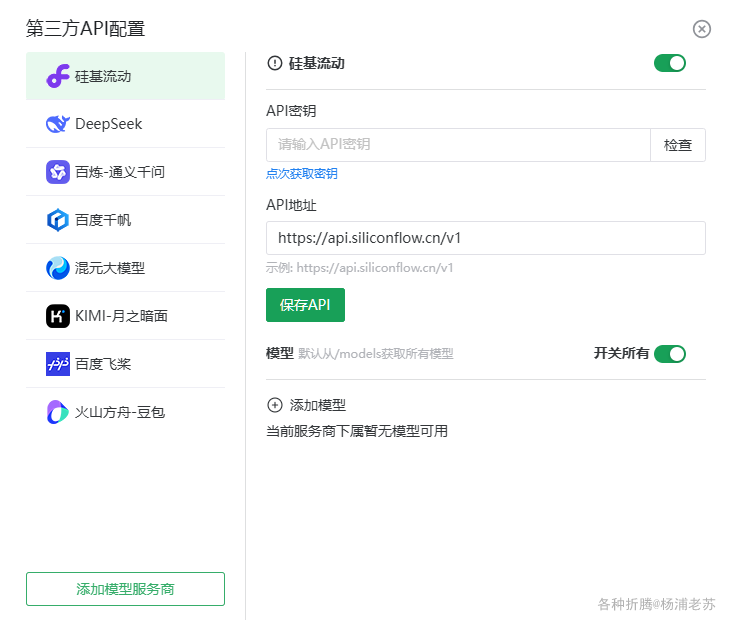 第三方API配置
硅基流动
DeepSeek
百炼-通义千问
百度千帆
混元大模型
KIMI-月之暗面
百度飞桨
火山方舟-豆包
添加模型服务商
硅基流动
API密钥
请输入API密钥
检查
点次获取密钥
API地址
https://api.siliconflow.cn/v1
示例: https://api.siliconflow.cn/v1
保存API
模型 默认从/models获取所有模型
开关所有
添加模型
当前服务商下属暂无模型可用
各种折腾@杨浦老苏